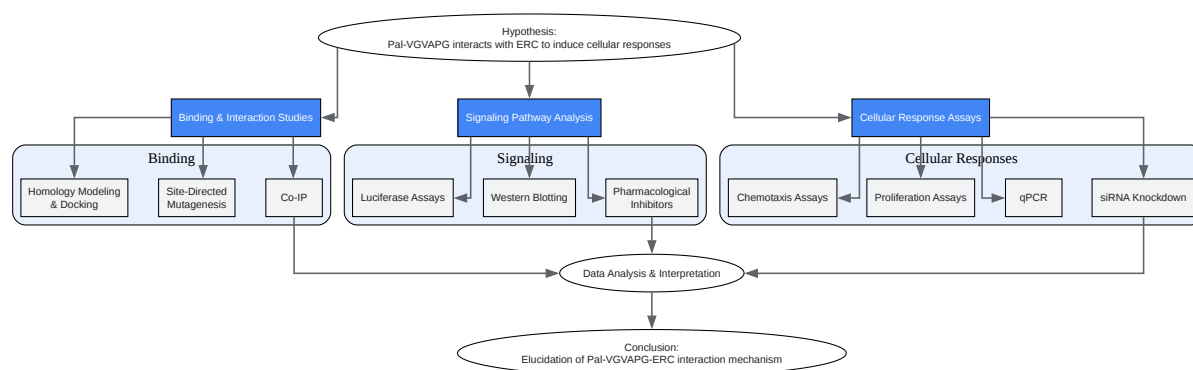 Hypothesis:
Pal-VGVAPG interacts with ERC to induce cellular responses
Binding & Interaction Studies
Signaling Pathway Analysis
Cellular Response Assays
Binding
Signaling
Cellular Responses
Homology Modeling
& Docking
Site-Directed
Mutagenesis
Co-IP
Luciferase Assays
Western Blotting
Pharmacological
Inhibitors
Chemotaxis Assays
Proliferation Assays
qPCR
siRNA Knockdown
Data Analysis & Interpretation
Conclusion:
Elucidation of Pal-VGVAPG-ERC interaction mechanism